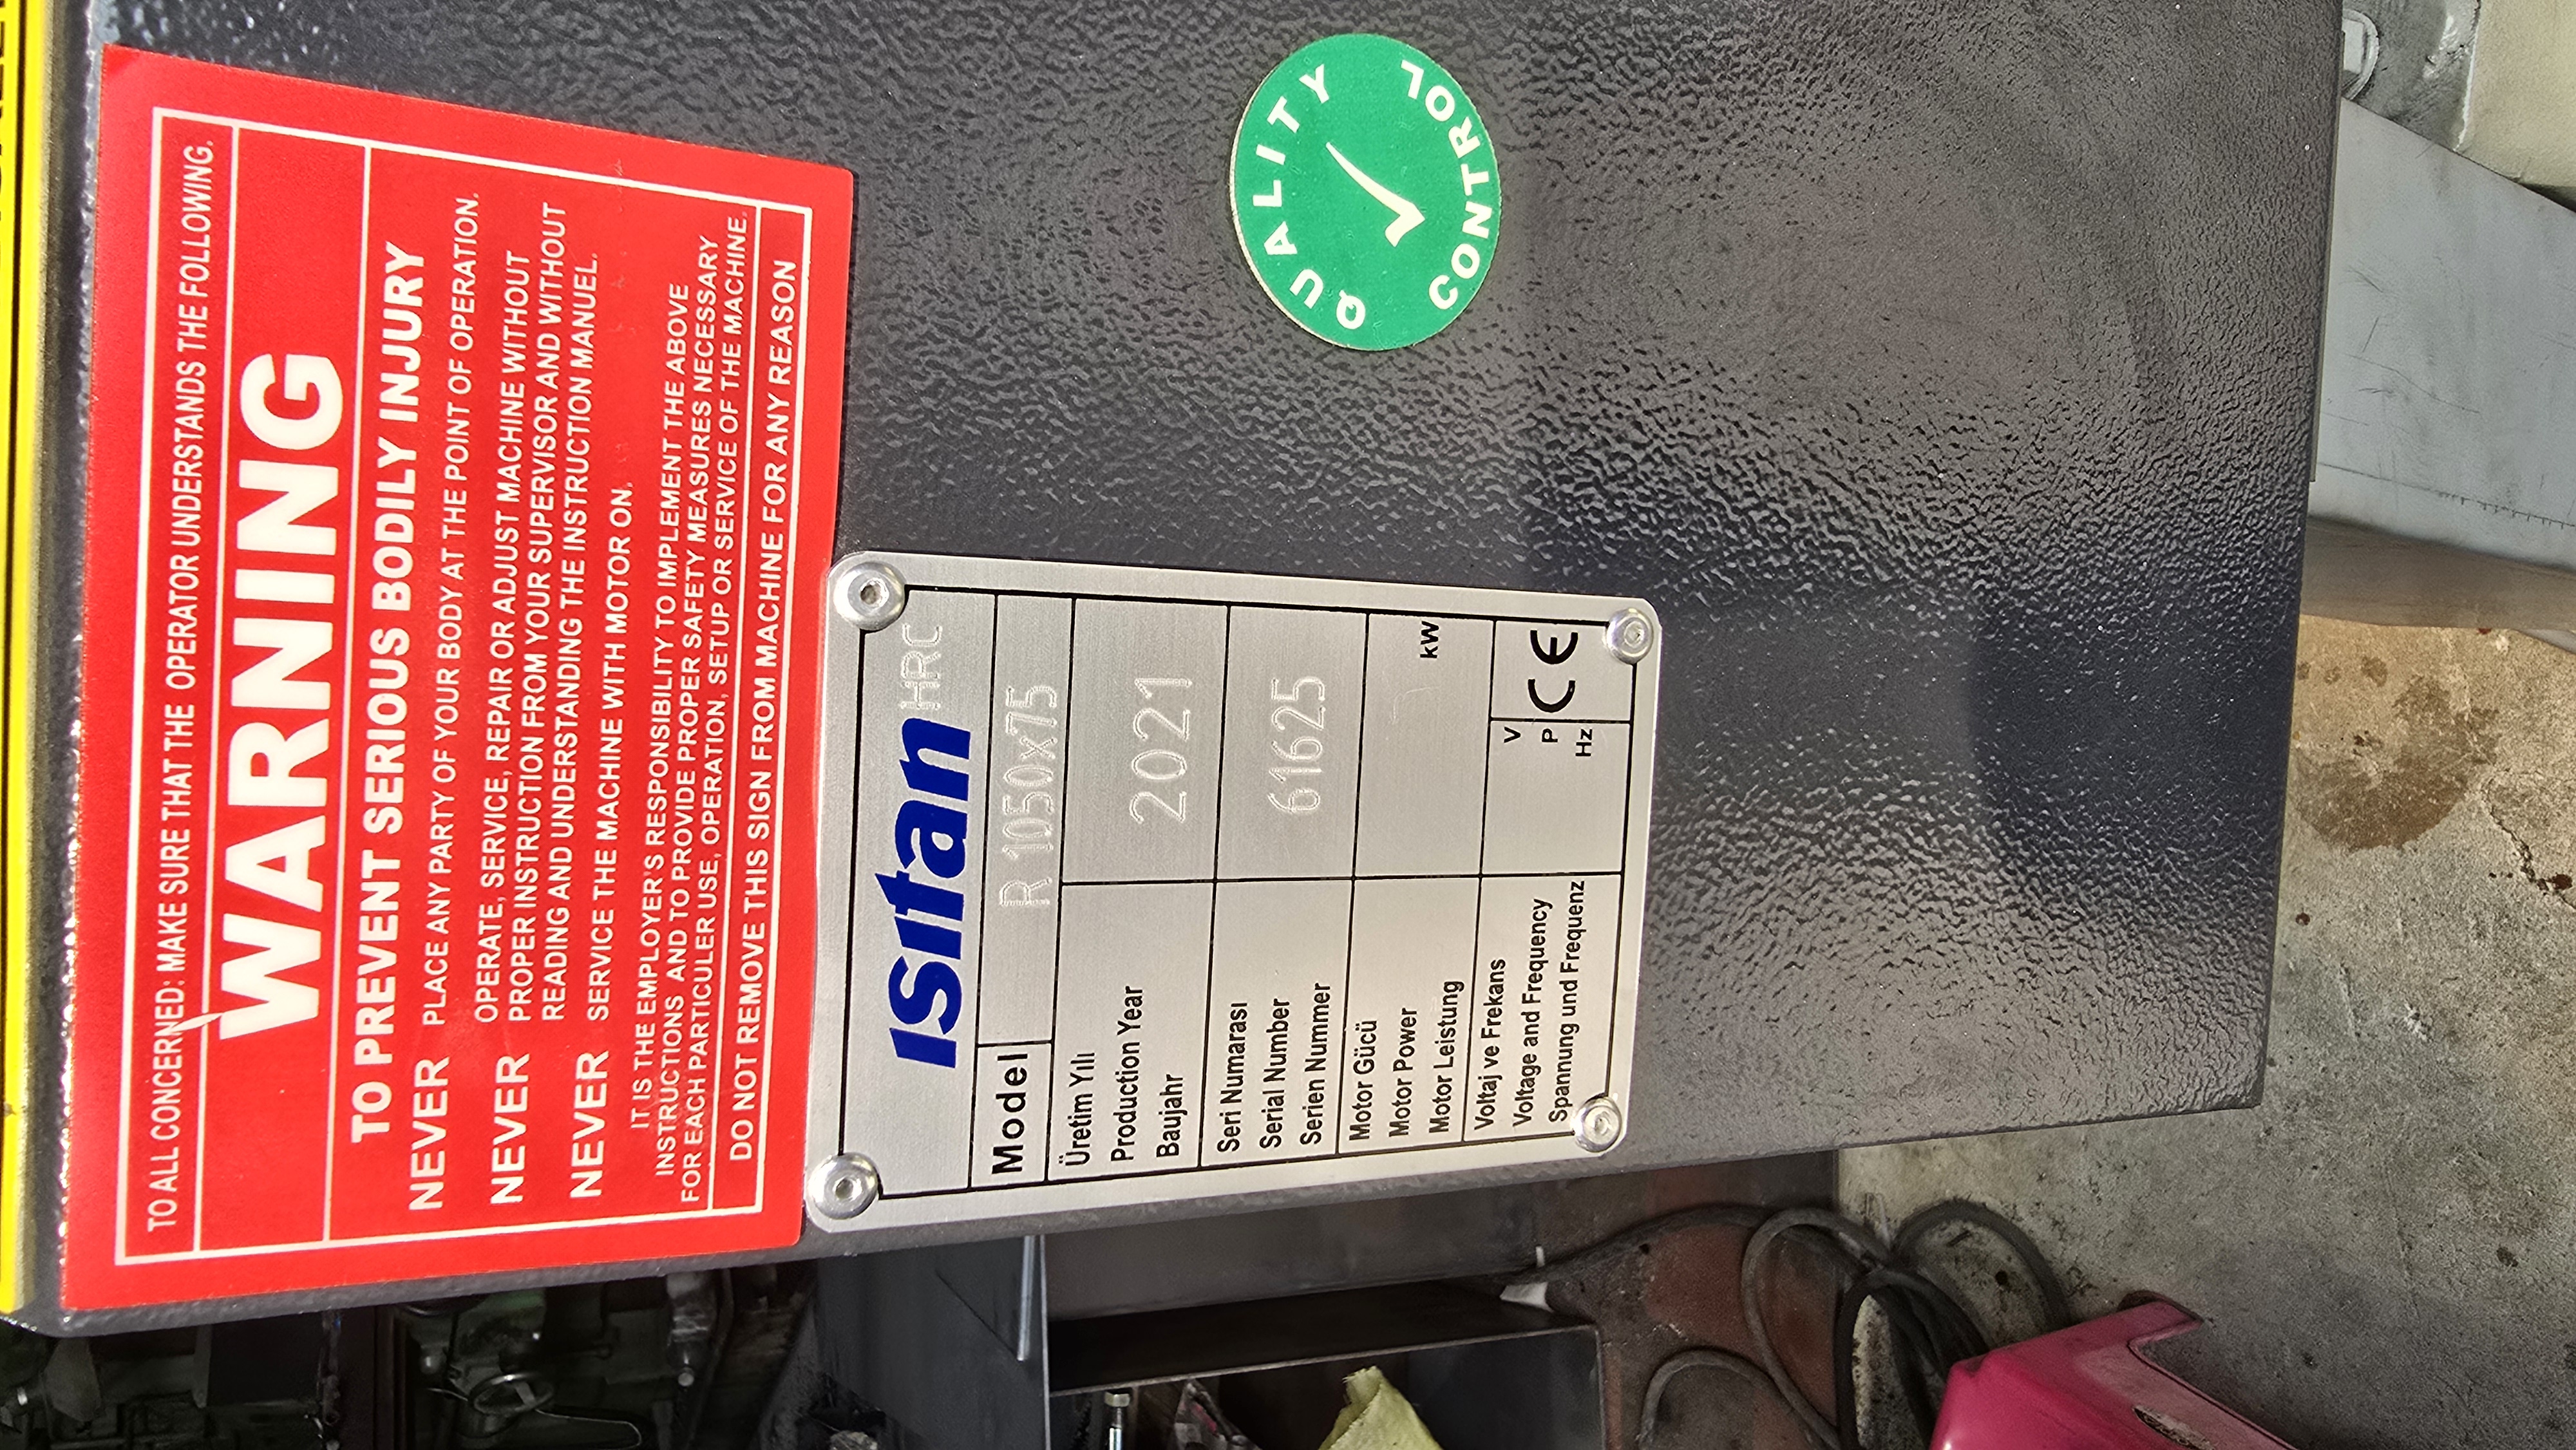 TO ALL CONCERNED: MAKE SURE THAT THE OPERATOR UNDERSTANDS THE FOLLOWING.
WARNING
TO PREVENT SERIOUS BODILY INJURY
NEVER PLACE ANY PARTY OF YOUR BODY AT THE POINT OF OPERATION.
NEVER OPERATE, SERVICE, REPAIR OR ADJUST MACHINE WITHOUT
PROPER INSTRUCTION FROM YOUR SUPERVISOR AND WITHOUT
READING AND UNDERSTANDING THE INSTRUCTION MANUEL.
NEVER SERVICE THE MACHINE WITH MOTOR ON.
IT IS THE EMPLOYER'S RESPONSIBILITY TO IMPLEMENT THE ABOVE
INSTRUCTIONS AND TO PROVIDE PROPER SAFETY MEASURES NECESSARY
FOR EACH PARTICULER USE, OPERATION, SETUP OR SERVICE OF THE MACHINE.
DO NOT REMOVE THIS SIGN FROM MACHINE FOR ANY REASON
ısıtan HRC
Model R 1050x75
Üretim Yılı
Production Year 2021
Baujahr
Seri Numarası
Serial Number 61625
Serien Nummer
Motor Gücü kW
Motor Power
Motor Leistung
Voltaj ve Frekans V
Voltage and Frequency P CE
Spannung und Frequenz Hz
QUALITY
CONTROL